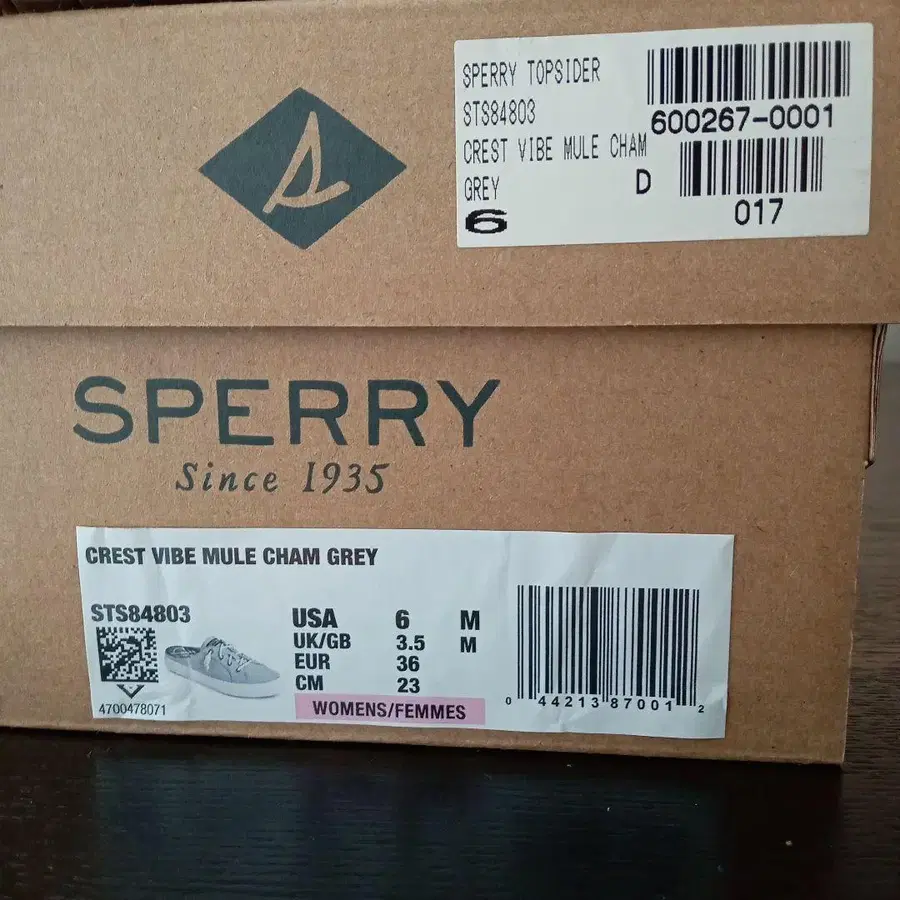 SPERRY TOPSIDER
STS84803
600267-0001
CREST VIBE MULE CHAM
GREY D
6
017
SPERRY
Since 1935
CREST VIBE MULE CHAM GREY
STS84803
USA 6 M
UK/GB 3.5 M
EUR 36
CM 23
WOMENS/FEMMES
4700478071
0 44213 87001 2